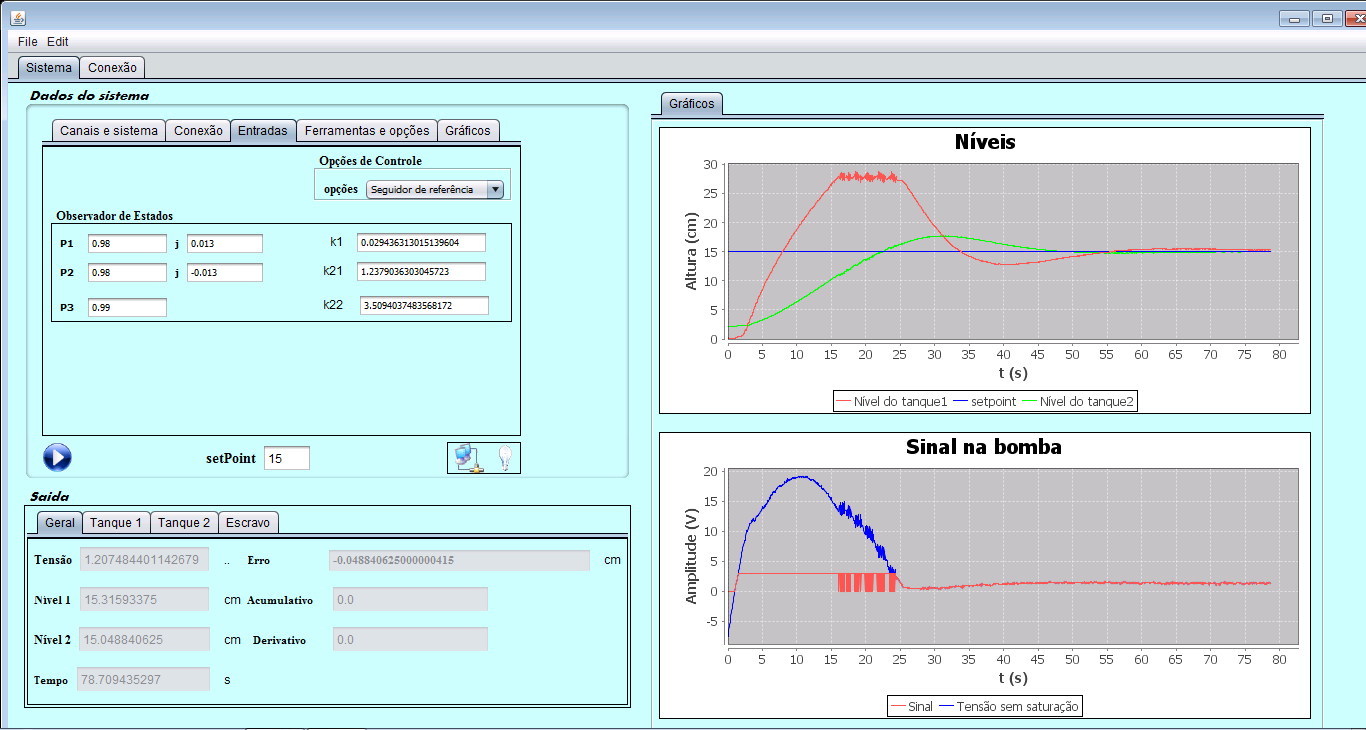 File Edit
Sistema Conexão
Dados do sistema
Canais e sistema Conexão Entradas Ferramentas e opções Gráficos
Opções de Controle
opções Seguidor de referência
Observador de Estados
P1 0.98 j 0.013 k1 0.029436313015139604
P2 0.98 j -0.013 k21 1.2379036303045723
P3 0.99 k22 3.5094037483568172
setPoint 15
Saida
Geral Tanque 1 Tanque 2 Escravo
Tensão 1.207484401142679 .. Erro -0.048840625000000415 cm
Nivel 1 15.31593375 cm Acumulativo 0.0
Nivel 2 15.048840625 cm Derivativo 0.0
Tempo 78.709435297 s
Gráficos
Níveis
Altura (cm)
30
25
20
15
10
5
0
0 5 10 15 20 25 30 35 40 45 50 55 60 65 70 75 80
t (s)
Nível do tanque1 setpoint Nível do tanque2
Sinal na bomba
Amplitude (V)
20
15
10
5
0
-5
0 5 10 15 20 25 30 35 40 45 50 55 60 65 70 75 80
t (s)
Sinal Tensão sem saturação